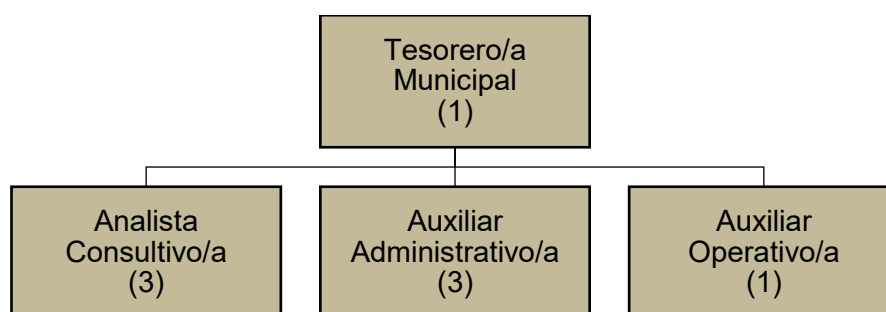 Tesorero/a
Municipal
(1)
Analista
Consultivo/a
(3)
Auxiliar
Administrativo/a
(3)
Auxiliar
Operativo/a
(1)